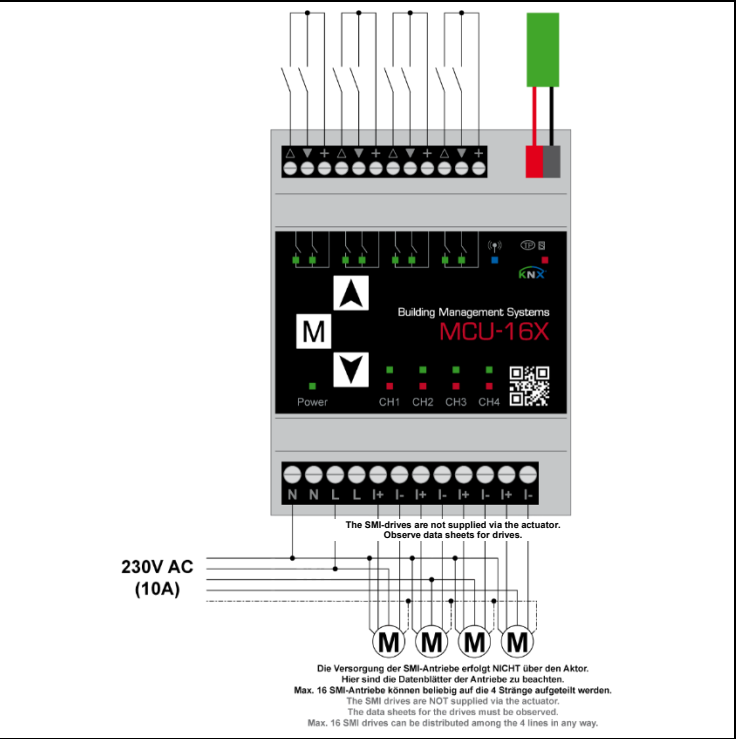 △ ▼ + △ ▼ + △ ▼ + △ ▼ +
TP S
KNX
Building Management Systems
MCU-16X
M
Power CH1 CH2 CH3 CH4
N N L L I+ I- I+ I- I+ I- I+ I-
The SMI-drives are not supplied via the actuator.
Observe data sheets for drives.
230V AC
(10A)
M M M M
Die Versorgung der SMI-Antriebe erfolgt NICHT über den Aktor.
Hier sind die Datenblätter der Antriebe zu beachten.
Max. 16 SMI-Antriebe können beliebig auf die 4 Stränge aufgeteilt werden.
The SMI drives are NOT supplied via the actuator.
The data sheets for the drives must be observed.
Max. 16 SMI drives can be distributed among the 4 lines in any way.